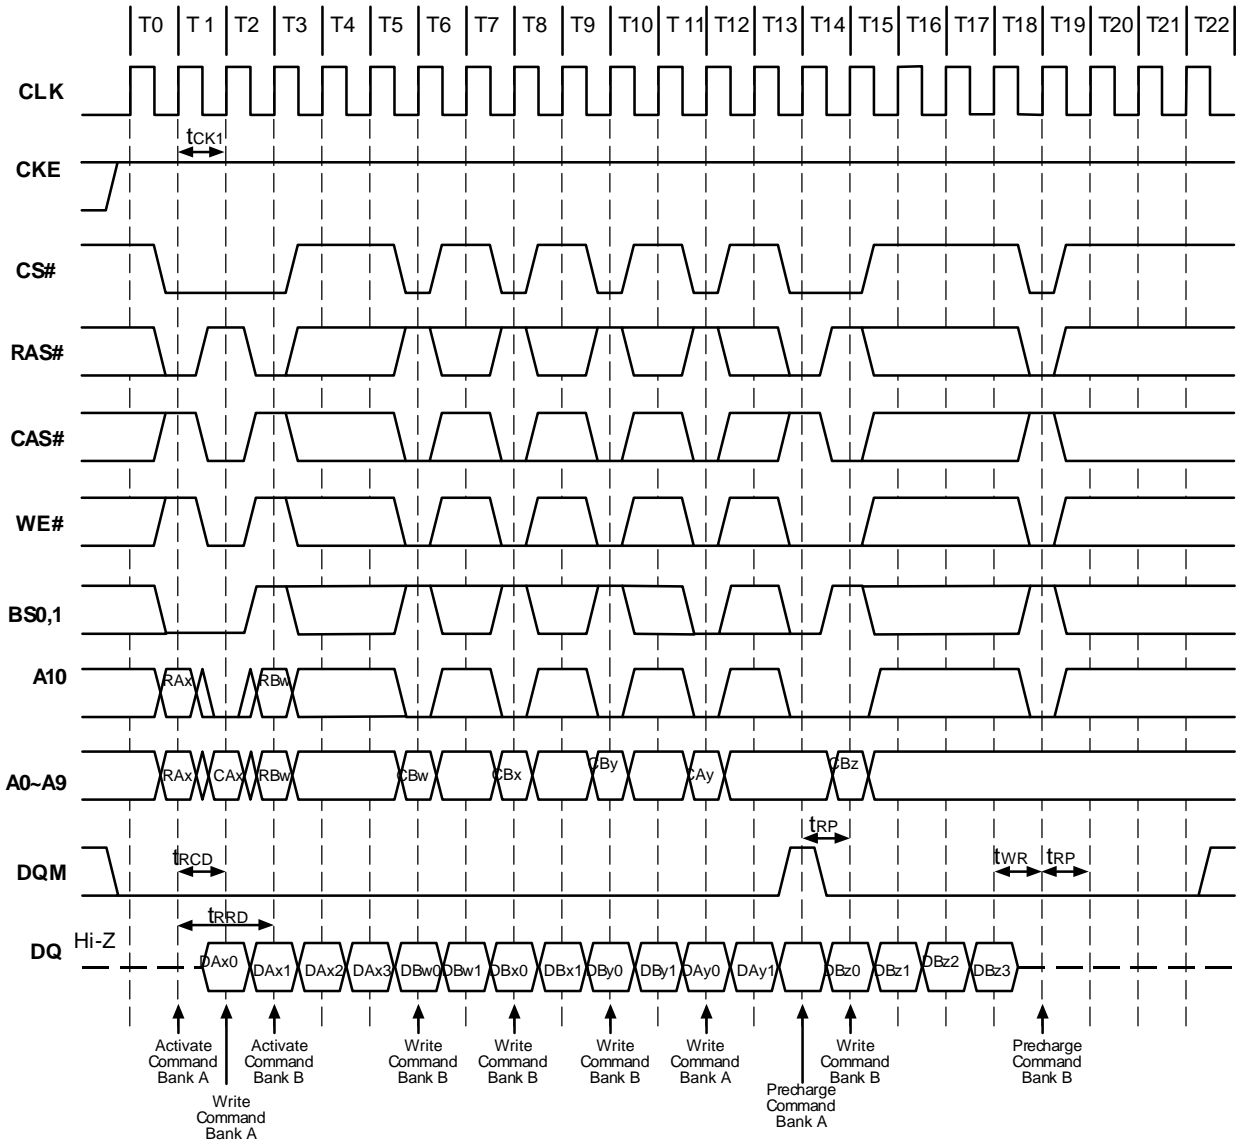 T0 T 1 T2 T3 T4 T5 T6 T7 T8 T9 T10 T 11 T12 T13 T14 T15 T16 T17 T18 T19 T20 T21 T22
CLK
tCK1
CKE
CS#
RAS#
CAS#
WE#
BS0,1
A10
RAx RBw
A0~A9
RAx CAx RBw CBw CBx CBy CAy CBz
tRP
DQM
tRCD tWR tRP
tRRD
DQ Hi-Z
DAx0 DAx1 DAx2 DAx3 DBw0 DBw1 DBx0 DBx1 DBy0 DBy1 DAy0 DAy1 DBz0 DBz1 DBz2 DBz3
Activate
Command
Bank A
Write
Command
Bank A
Activate
Command
Bank B
Write
Command
Bank B
Write
Command
Bank B
Write
Command
Bank B
Write
Command
Bank A
Precharge
Command
Bank A
Write
Command
Bank B
Precharge
Command
Bank B